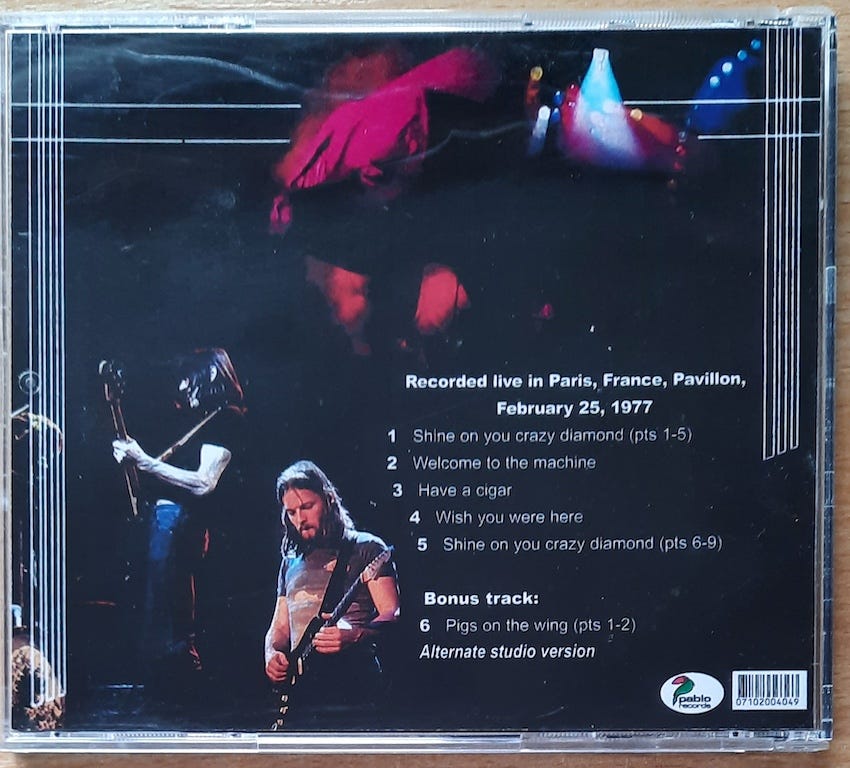 Recorded live in Paris, France, Pavillon,
February 25, 1977
1 Shine on you crazy diamond (pts 1-5)
2 Welcome to the machine
3 Have a cigar
4 Wish you were here
5 Shine on you crazy diamond (pts 6-9)
Bonus track:
6 Pigs on the wing (pts 1-2)
Alternate studio version
pablo
records
07102004049